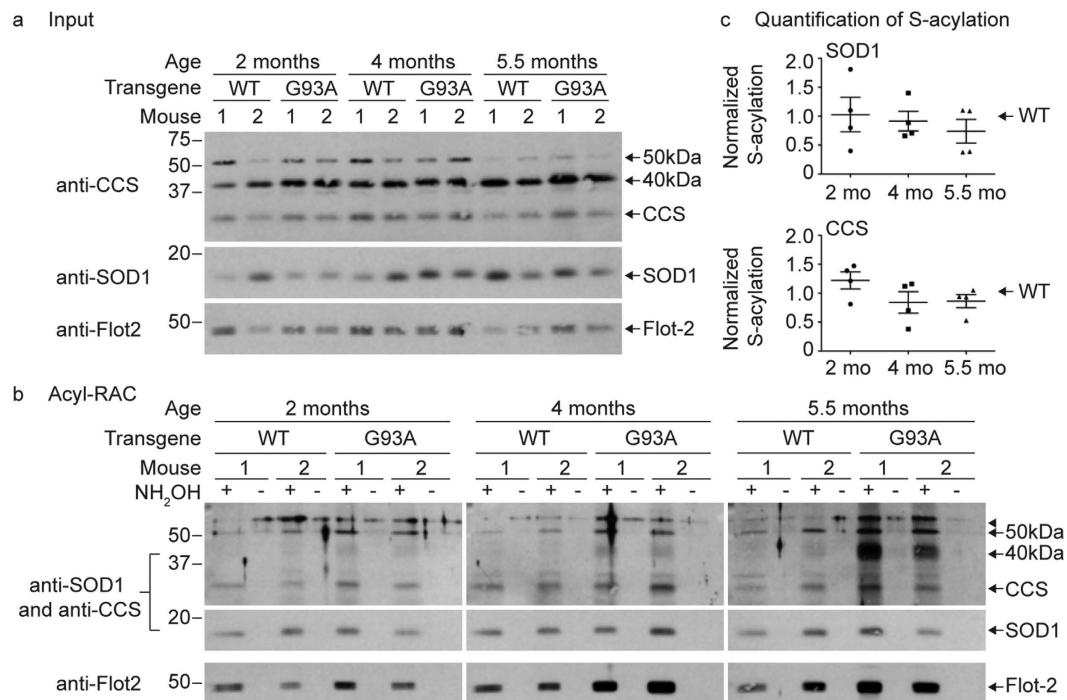 a Input
Age 2 months 4 months 5.5 months
Transgene WT G93A WT G93A WT G93A
Mouse 1 2 1 2 1 2 1 2 1 2 1 2
75
50
37
anti-CCS
50kDa
40kDa
CCS
20
anti-SOD1
SOD1
50
anti-Flot2
Flot-2
c Quantification of S-acylation
SOD1
Normalized
S-acylation
2.0
1.5
1.0
0.5
0
WT
2 mo 4 mo 5.5 mo
CCS
Normalized
S-acylation
2.0
1.5
1.0
0.5
0
WT
2 mo 4 mo 5.5 mo
b Acyl-RAC
Age 2 months 4 months 5.5 months
Transgene WT G93A WT G93A WT G93A
Mouse 1 2 1 2 1 2 1 2 1 2 1 2
NH2OH + - + - + - + - + - + - + - + - + - + - + - + -
50
37
20
anti-SOD1
and anti-CCS
50kDa
40kDa
CCS
SOD1
anti-Flot2
50
Flot-2